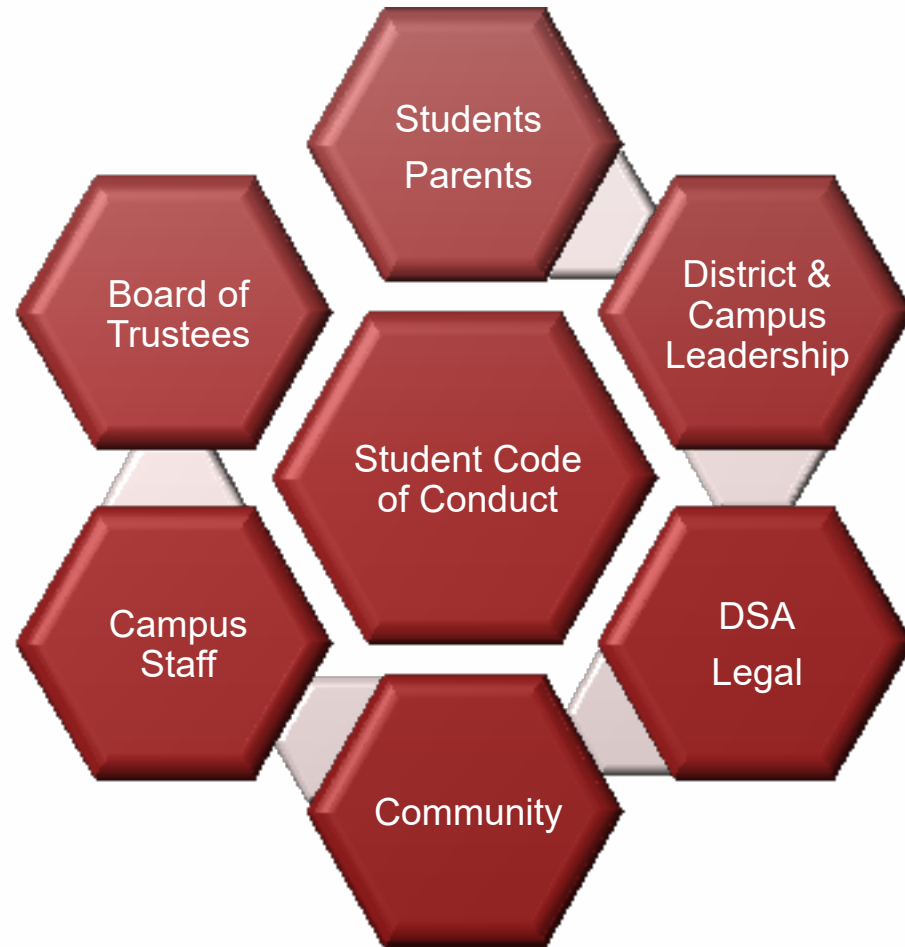 Students
Parents
Board of
Trustees
District &
Campus
Leadership
Student Code
of Conduct
Campus
Staff
DSA
Legal
Community